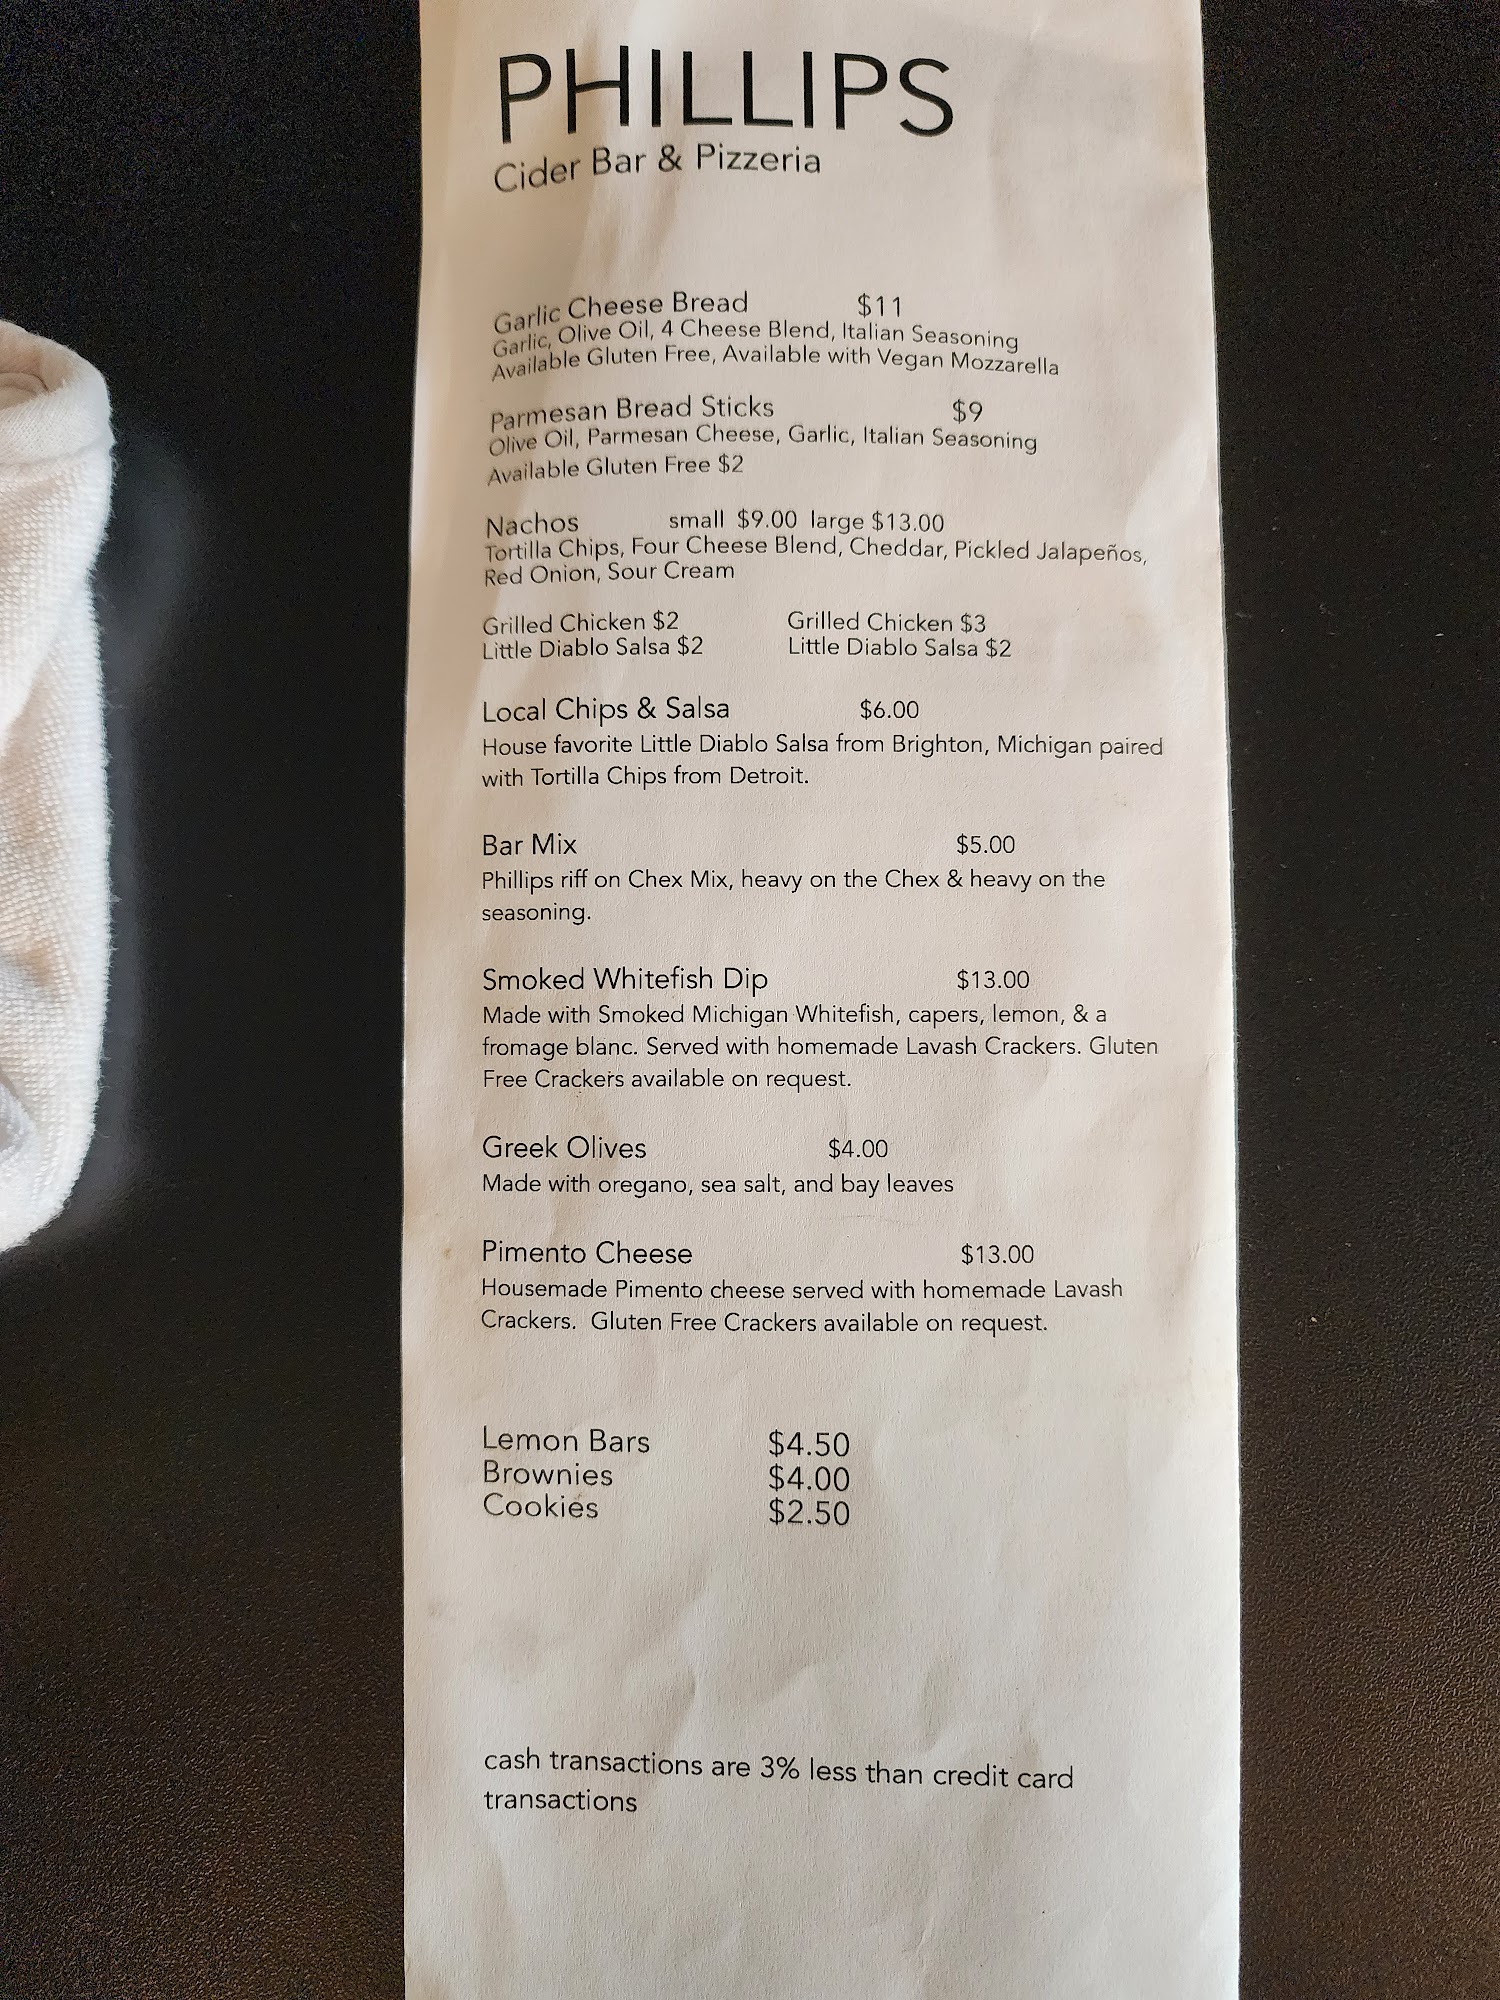 PHILLIPS
Cider Bar & Pizzeria
Garlic Cheese Bread $11
Garlic, Olive Oil, 4 Cheese Blend, Italian Seasoning
Available Gluten Free, Available with Vegan Mozzarella
Parmesan Bread Sticks $9
Olive Oil, Parmesan Cheese, Garlic, Italian Seasoning
Available Gluten Free $2
Nachos small $9.00 large $13.00
Tortilla Chips, Four Cheese Blend, Cheddar, Pickled Jalapeños,
Red Onion, Sour Cream
Grilled Chicken $2 Grilled Chicken $3
Little Diablo Salsa $2 Little Diablo Salsa $2
Local Chips & Salsa $6.00
House favorite Little Diablo Salsa from Brighton, Michigan paired
with Tortilla Chips from Detroit.
Bar Mix $5.00
Phillips riff on Chex Mix, heavy on the Chex & heavy on the
seasoning.
Smoked Whitefish Dip $13.00
Made with Smoked Michigan Whitefish, capers, lemon, & a
fromage blanc. Served with homemade Lavash Crackers. Gluten
Free Crackers available on request.
Greek Olives $4.00
Made with oregano, sea salt, and bay leaves
Pimento Cheese $13.00
Housemade Pimento cheese served with homemade Lavash
Crackers. Gluten Free Crackers available on request.
Lemon Bars $4.50
Brownies $4.00
Cookies $2.50
cash transactions are 3% less than credit card
transactions